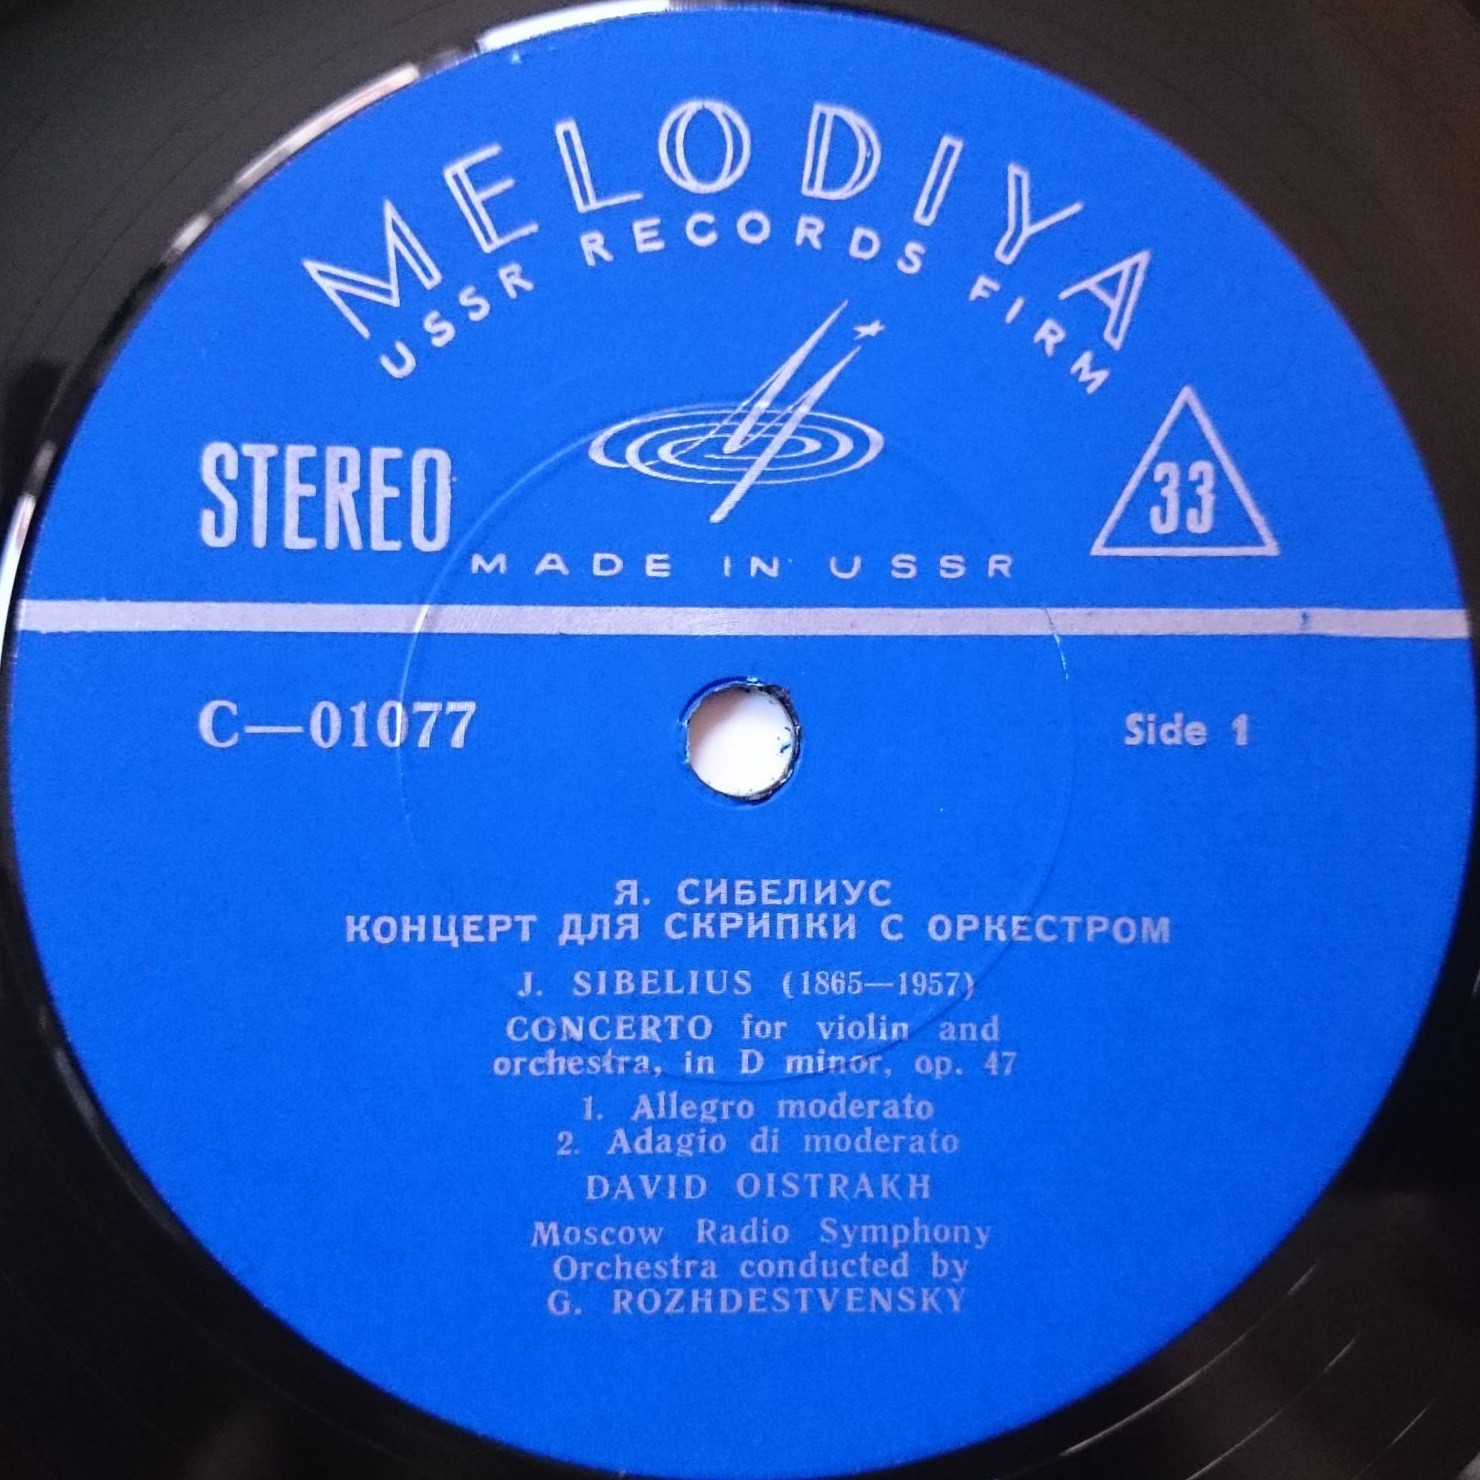 MELODIYA
USSR RECORDS FIRM
STEREO
33
MADE IN USSR
C—01077
Side 1
Я. СИБЕЛИУС
КОНЦЕРТ ДЛЯ СКРИПКИ С ОРКЕСТРОМ
J. SIBELIUS (1865—1957)
CONCERTO for violin and
orchestra, in D minor, op. 47
1. Allegro moderato
2. Adagio di moderato
DAVID OISTRAKH
Moscow Radio Symphony
Orchestra conducted by
G. ROZHDESTVENSKY